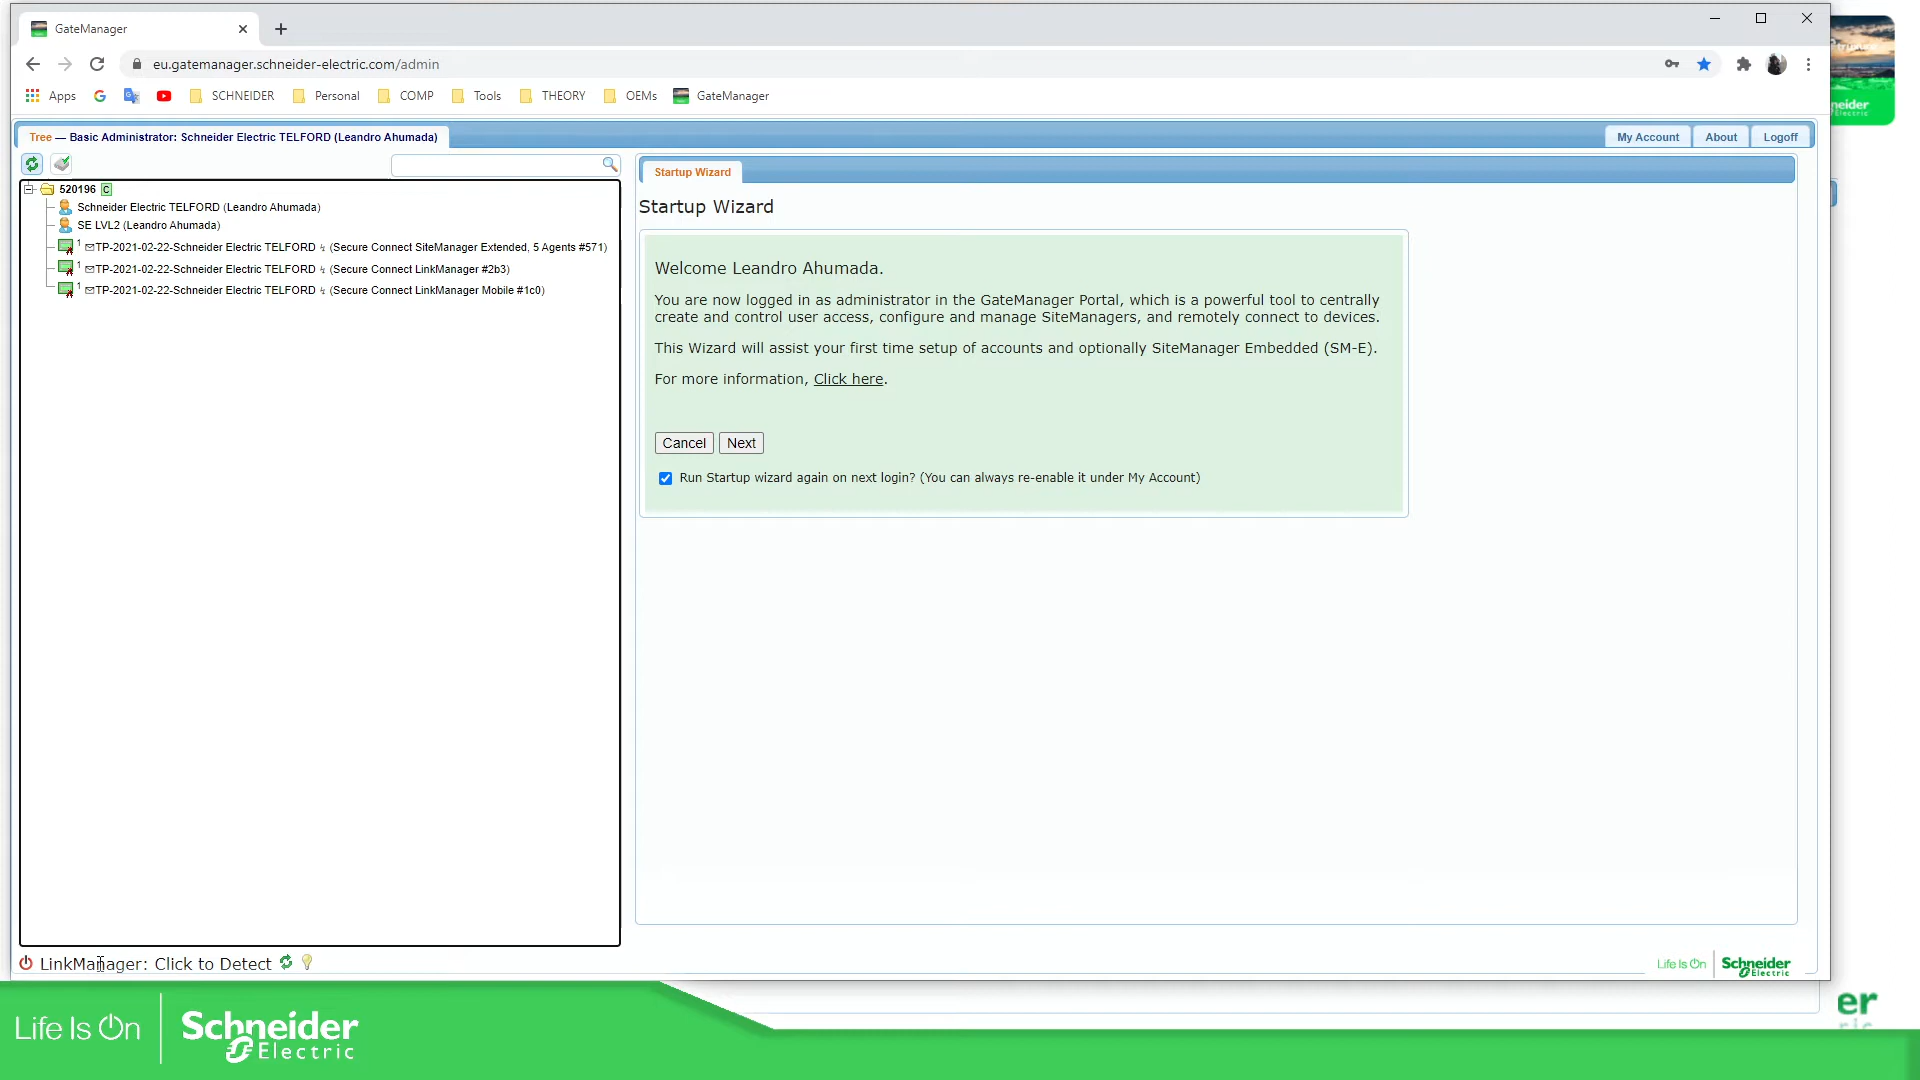 GateManager
eu.gatemanager.schneider-electric.com/admin
Apps SCHNEIDER Personal COMP Tools THEORY OEMs GateManager
Tree — Basic Administrator: Schneider Electric TELFORD (Leandro Ahumada)
My Account About Logoff
520196 C
Schneider Electric TELFORD (Leandro Ahumada)
SE LVL2 (Leandro Ahumada)
1 TP-2021-02-22-Schneider Electric TELFORD (Secure Connect SiteManager Extended, 5 Agents #571)
1 TP-2021-02-22-Schneider Electric TELFORD (Secure Connect LinkManager #2b3)
1 TP-2021-02-22-Schneider Electric TELFORD (Secure Connect LinkManager Mobile #1c0)
Startup Wizard
Startup Wizard
Welcome Leandro Ahumada.
You are now logged in as administrator in the GateManager Portal, which is a powerful tool to centrally
create and control user access, configure and manage SiteManagers, and remotely connect to devices.
This Wizard will assist your first time setup of accounts and optionally SiteManager Embedded (SM-E).
For more information, Click here.
Cancel Next
Run Startup wizard again on next login? (You can always re-enable it under My Account)
LinkManager: Click to Detect
Life Is On Schneider Electric
Life Is On Schneider Electric
neider
er